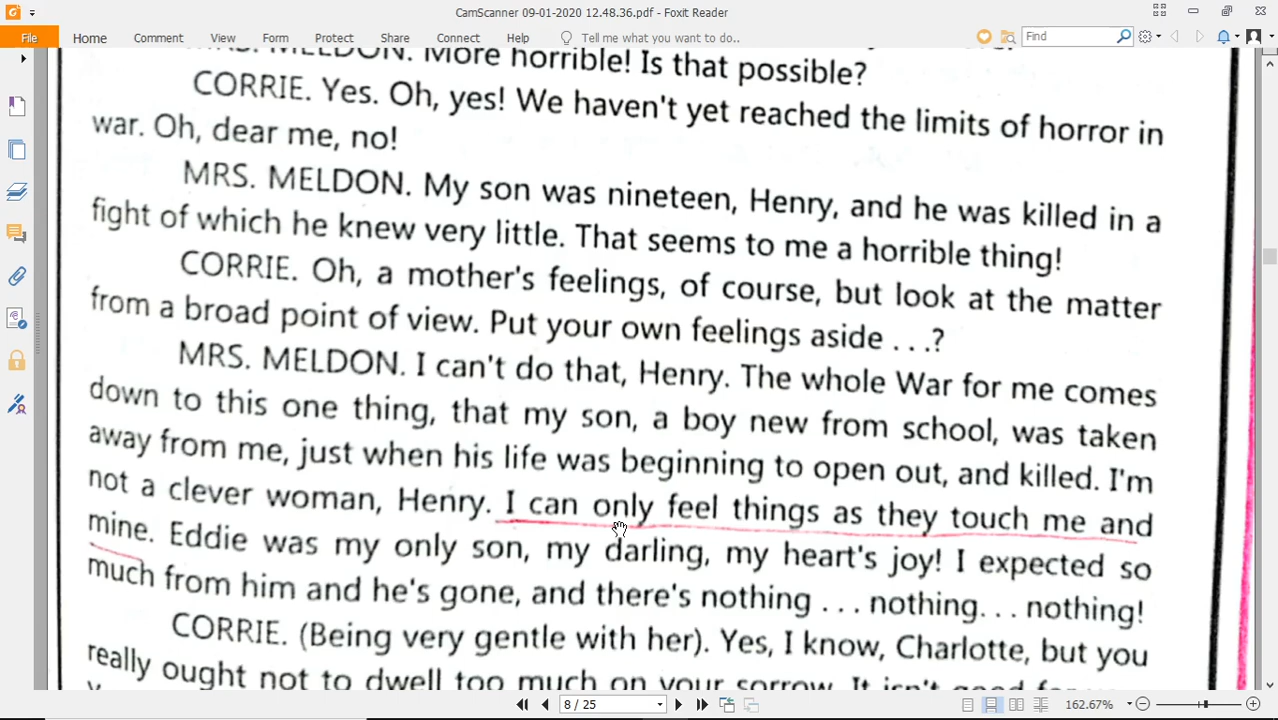 CamScanner 09-01-2020 12.48.36.pdf - Foxit Reader
File Home Comment View Form Protect Share Connect Help Tell me what you want to do.. Find
MELDON. More horrible! Is that possible?
CORRIE. Yes. Oh, yes! We haven't yet reached the limits of horror in
war. Oh, dear me, no!
MRS. MELDON. My son was nineteen, Henry, and he was killed in a
fight of which he knew very little. That seems to me a horrible thing!
CORRIE. Oh, a mother's feelings, of course, but look at the matter
from a broad point of view. Put your own feelings aside . . .?
MRS. MELDON. I can't do that, Henry. The whole War for me comes
down to this one thing, that my son, a boy new from school, was taken
away from me, just when his life was beginning to open out, and killed. I'm
not a clever woman, Henry. I can only feel things as they touch me and
mine. Eddie was my only son, my darling, my heart's joy! I expected so
much from him and he's gone, and there's nothing . . . nothing. . . nothing!
CORRIE. (Being very gentle with her). Yes, I know, Charlotte, but you
really ought not to dwell too much on your sorrow. It isn't good for
8 / 25 162.67%